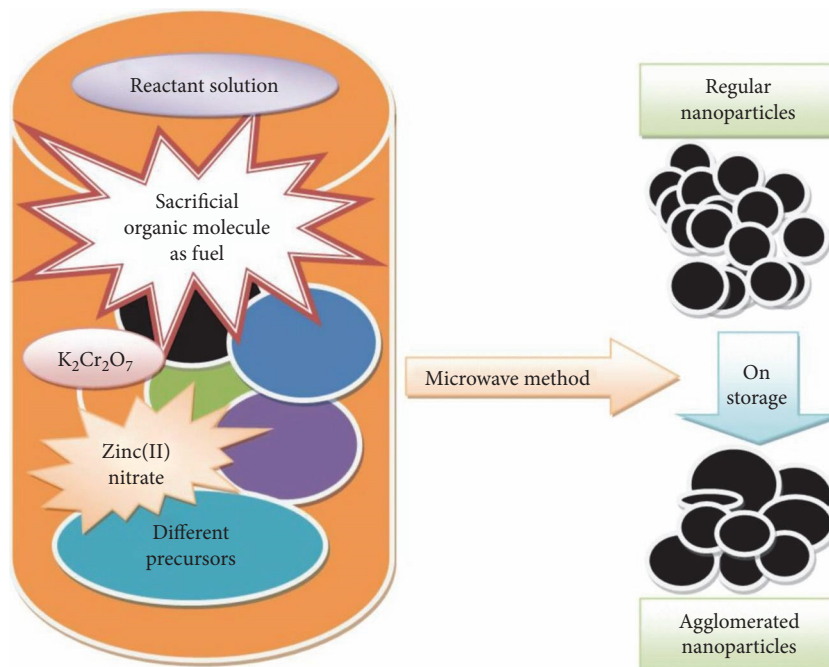 Reactant solution
Sacrificial
organic molecule
as fuel
K₂Cr₂O₇
Zinc(II)
nitrate
Different
precursors
Microwave method
Regular
nanoparticles
On
storage
Agglomerated
nanoparticles